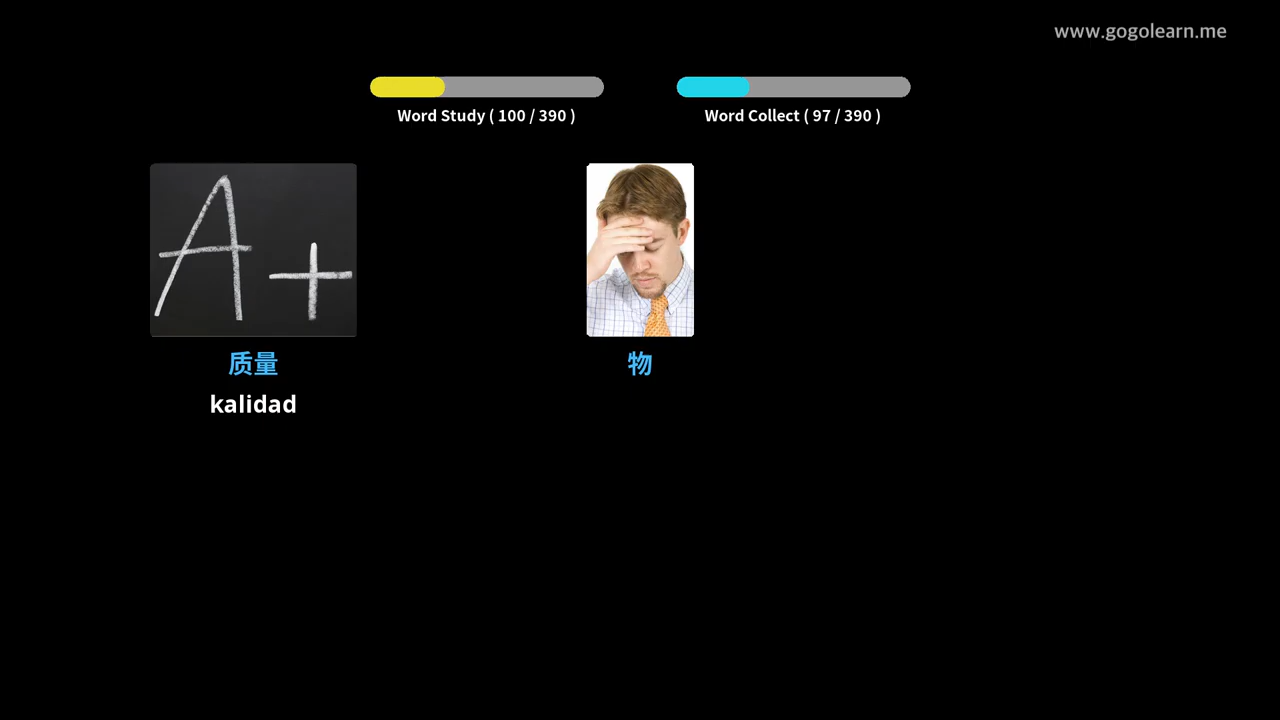 www.gogolearn.me
Word Study ( 100 / 390 )
Word Collect ( 97 / 390 )
A+
质量
物
kalidad